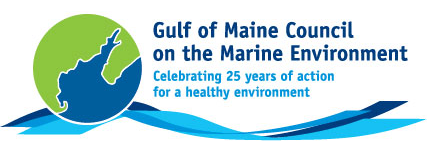 Gulf of Maine Council
on the Marine Environment
Celebrating 25 years of action
for a healthy environment